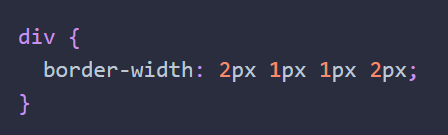 div {
  border-width: 2px 1px 1px 2px;
}